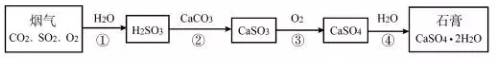 烟气
CO₂、SO₂、O₂
H₂O
①
H₂SO₃
CaCO₃
②
CaSO₃
O₂
③
CaSO₄
H₂O
④
石膏
CaSO₄•2H₂O